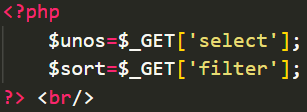 <?php
$unos=$_GET['select'];
$sort=$_GET['filter'];
?> <br/>